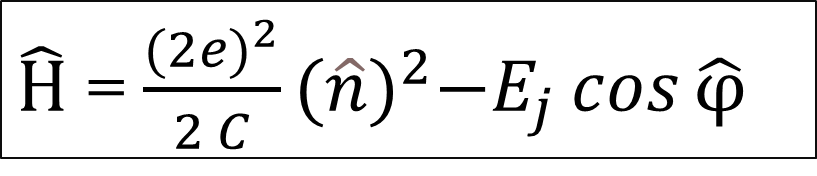 Ĥ = (2e)² / 2 C (n̂)² − E_j cos φ̂